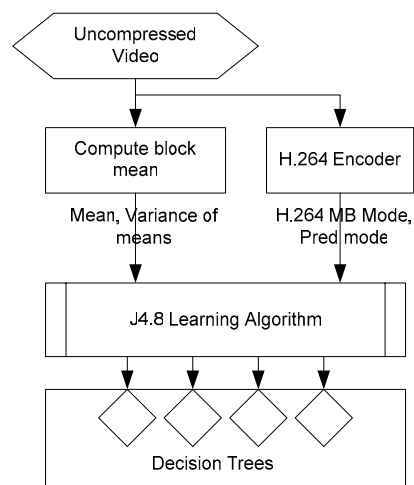 Uncompressed
Video
Compute block
mean
H.264 Encoder
Mean, Variance of
means
H.264 MB Mode,
Pred mode
J4.8 Learning Algorithm
Decision Trees